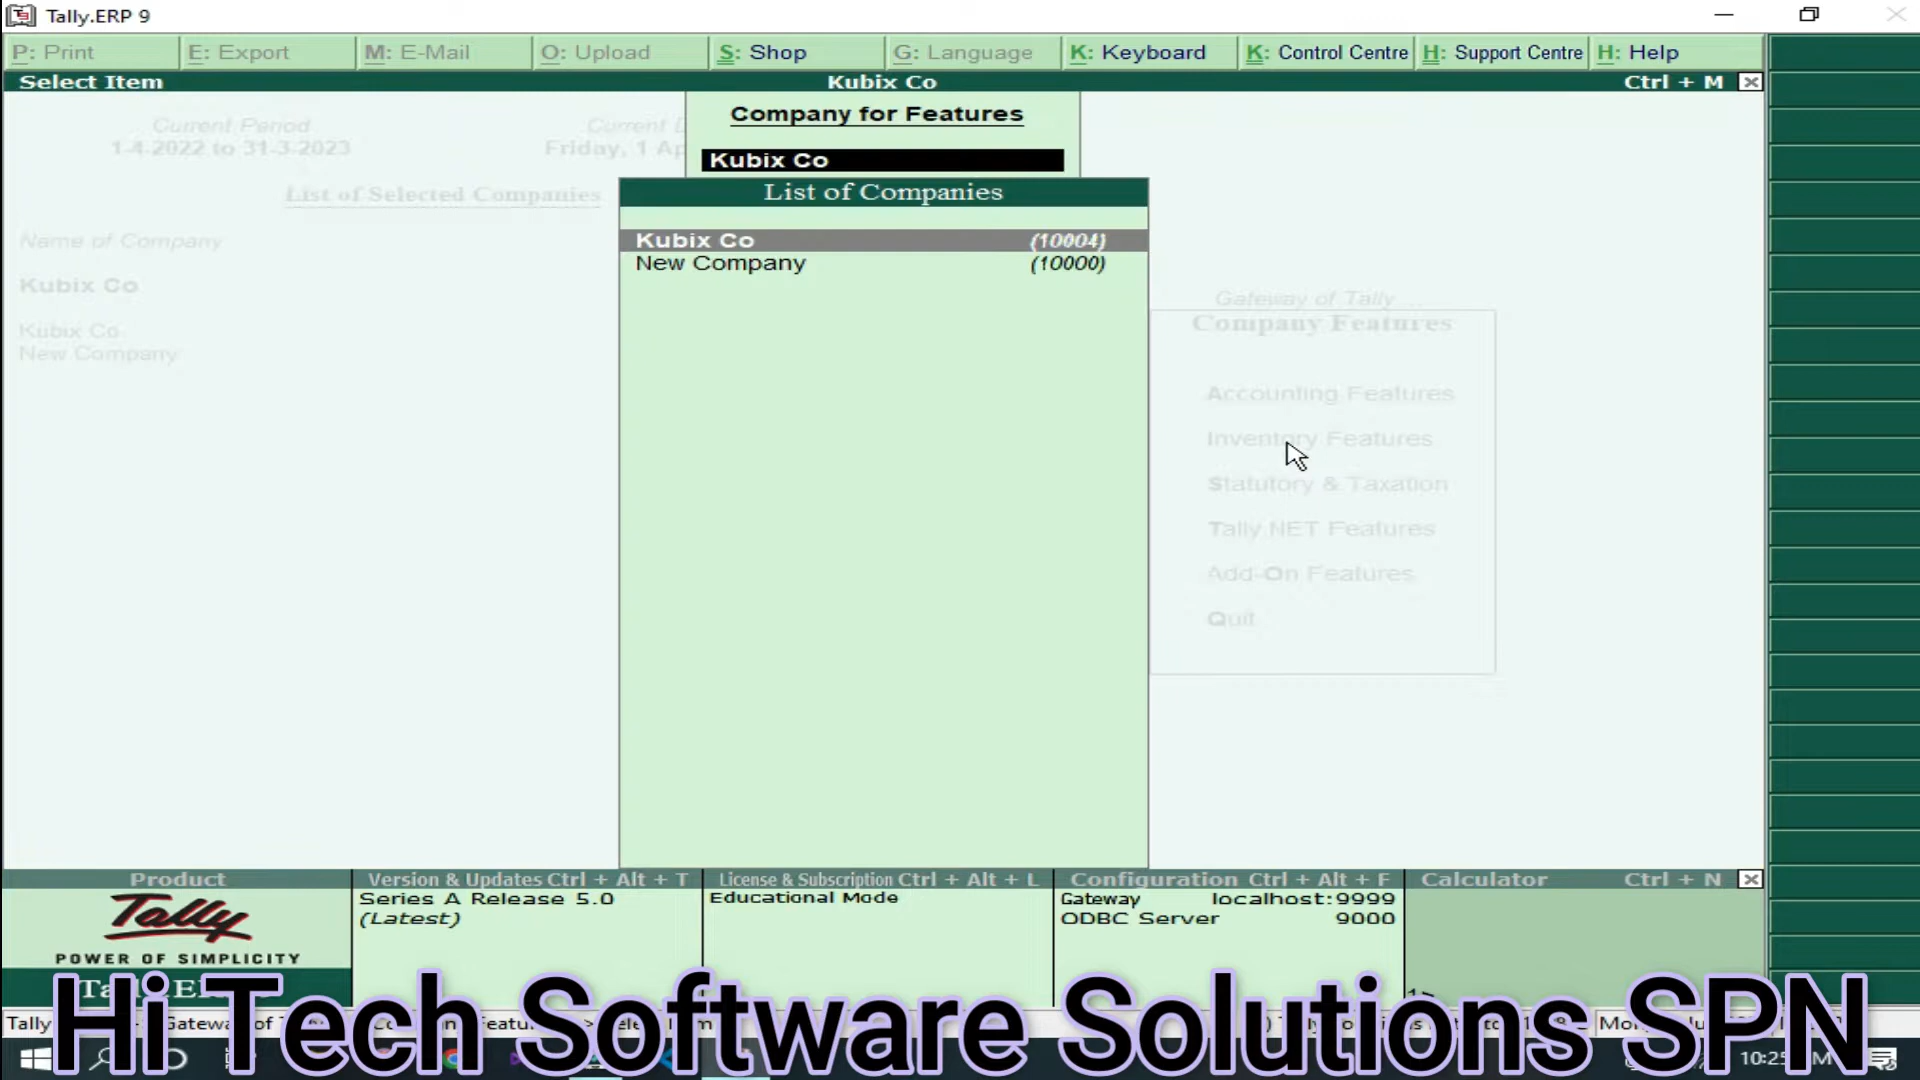 Tally.ERP 9
P: Print E: Export M: E-Mail O: Upload S: Shop G: Language K: Keyboard K: Control Centre H: Support Centre H: Help
Select Item Kubix Co Ctrl + M
Company for Features
Current Period
1-4-2022 to 31-3-2023
Friday, 1
Kubix Co
List of Companies
List of Selected Companies
Name of Company
Kubix Co (10004)
New Company (10000)
Kubix Co
Kubix Co
New Company
Gateway of Tally ...
Company Features
Accounting Features
Inventory Features
Statutory & Taxation
Tally.NET Features
Add-On Features
Quit
Product
Tally
POWER OF SIMPLICITY
Version & Updates Ctrl + Alt + T
Series A Release 5.0
(Latest)
License & Subscription Ctrl + Alt + L
Educational Mode
Configuration Ctrl + Alt + F
Gateway localhost:9999
ODBC Server 9000
Calculator Ctrl + N
Hi Tech Software Solutions SPN
Tally